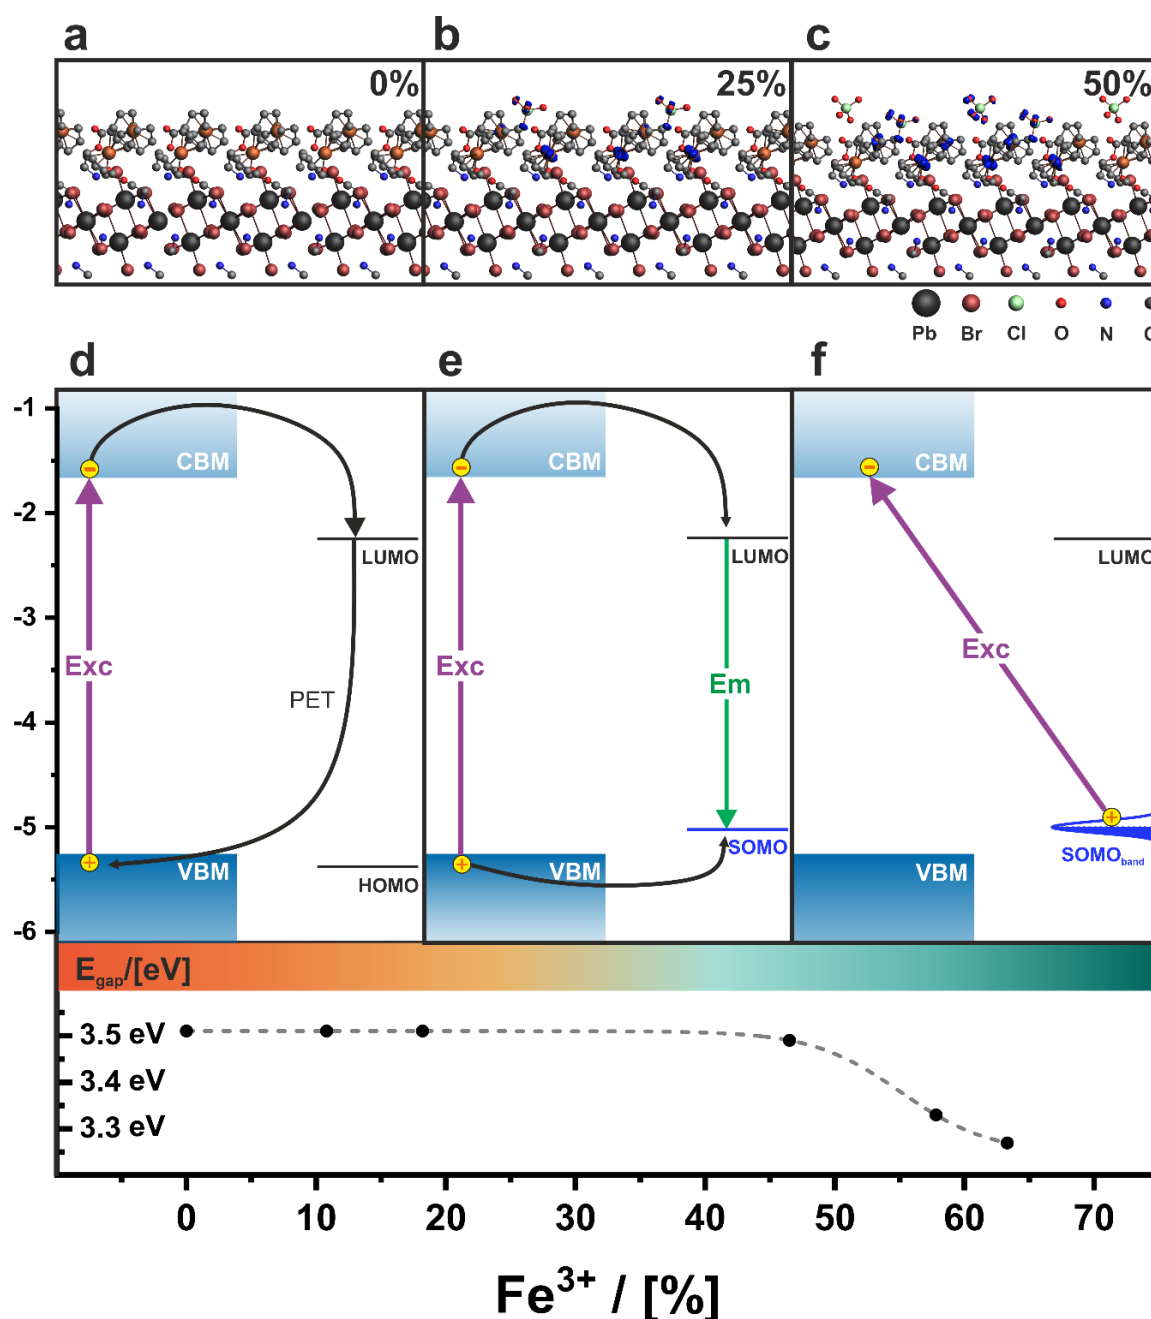 a
b
c
0%
25%
50%
Pb Br Cl O N
d
e
f
-1
-2
-3
-4
-5
-6
CBM
LUMO
Exc
PET
VBM
HOMO
CBM
LUMO
Exc
Em
SOMO
VBM
CBM
LUMO
Exc
SOMOband
VBM
Egap/[eV]
3.5 eV
3.4 eV
3.3 eV
0 10 20 30 40 50 60 70
Fe3+ / [%]